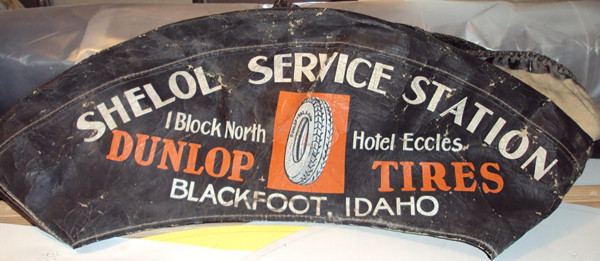 SHELOL SERVICE STATION
1 Block North Hotel Eccles
DUNLOP TIRES
BLACKFOOT, IDAHO